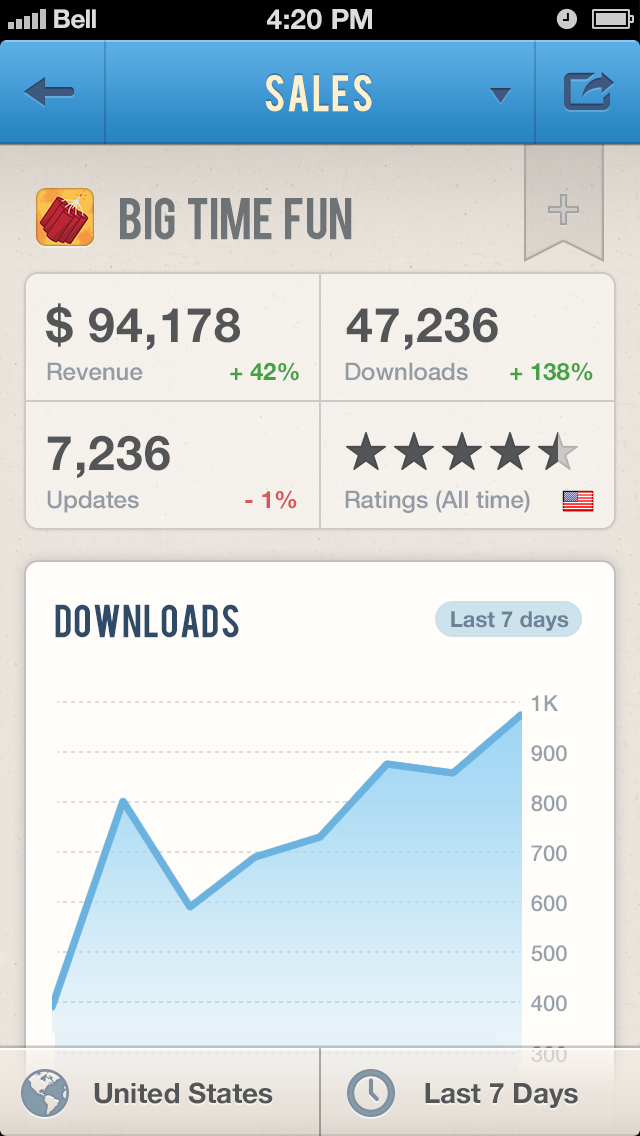 Bell 4:20 PM
SALES
BIG TIME FUN
$ 94,178
Revenue + 42%
47,236
Downloads + 138%
7,236
Updates - 1%
Ratings (All time)
DOWNLOADS Last 7 days
1K
900
800
700
600
500
400
300
United States Last 7 Days